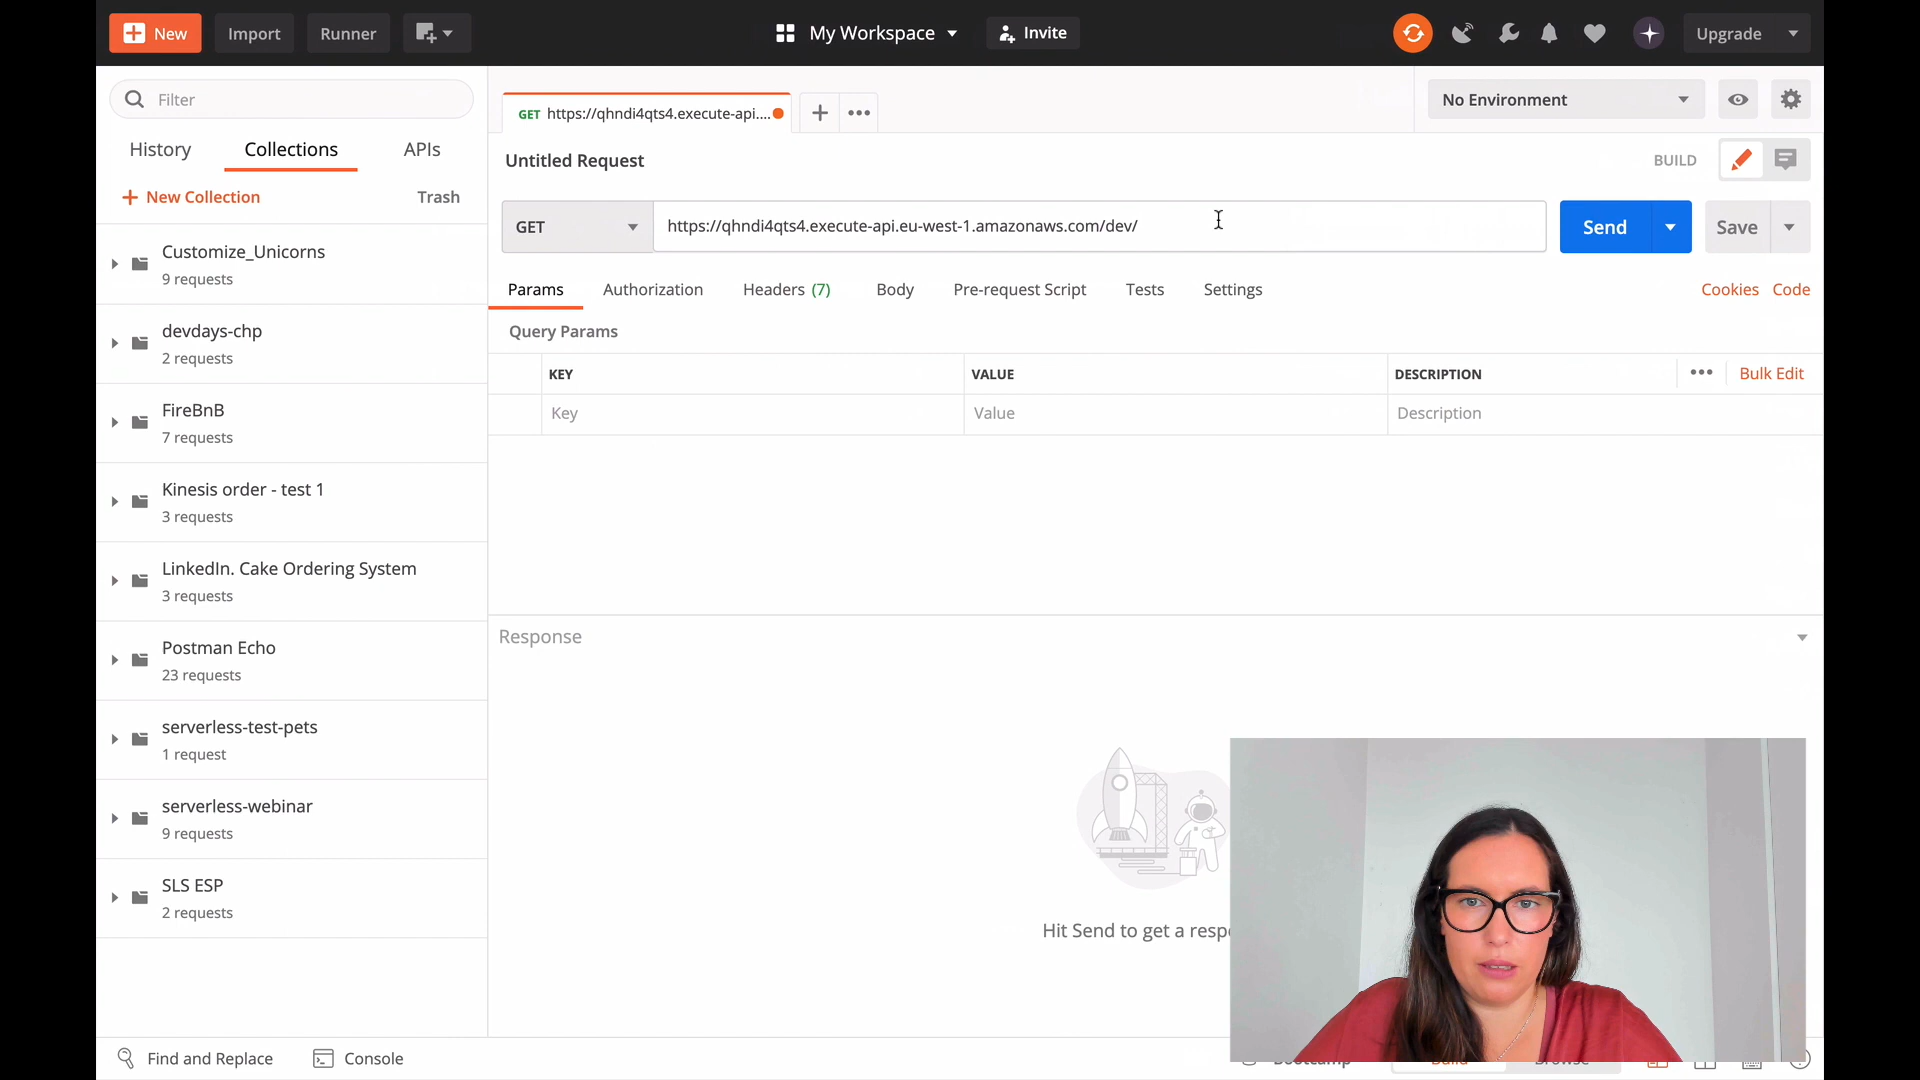 New
Import
Runner
My Workspace
Invite
Upgrade
Filter
History
Collections
APIs
New Collection
Trash
Customize_Unicorns
9 requests
devdays-chp
2 requests
FireBnB
7 requests
Kinesis order - test 1
3 requests
LinkedIn. Cake Ordering System
3 requests
Postman Echo
23 requests
serverless-test-pets
1 request
serverless-webinar
9 requests
SLS ESP
2 requests
GET https://qhndi4qts4.execute-api....
No Environment
Untitled Request
BUILD
GET
https://qhndi4qts4.execute-api.eu-west-1.amazonaws.com/dev/
Send
Save
Params
Authorization
Headers (7)
Body
Pre-request Script
Tests
Settings
Cookies
Code
Query Params
KEY
VALUE
DESCRIPTION
Bulk Edit
Key
Value
Description
Response
Hit Send to get a
Find and Replace
Console